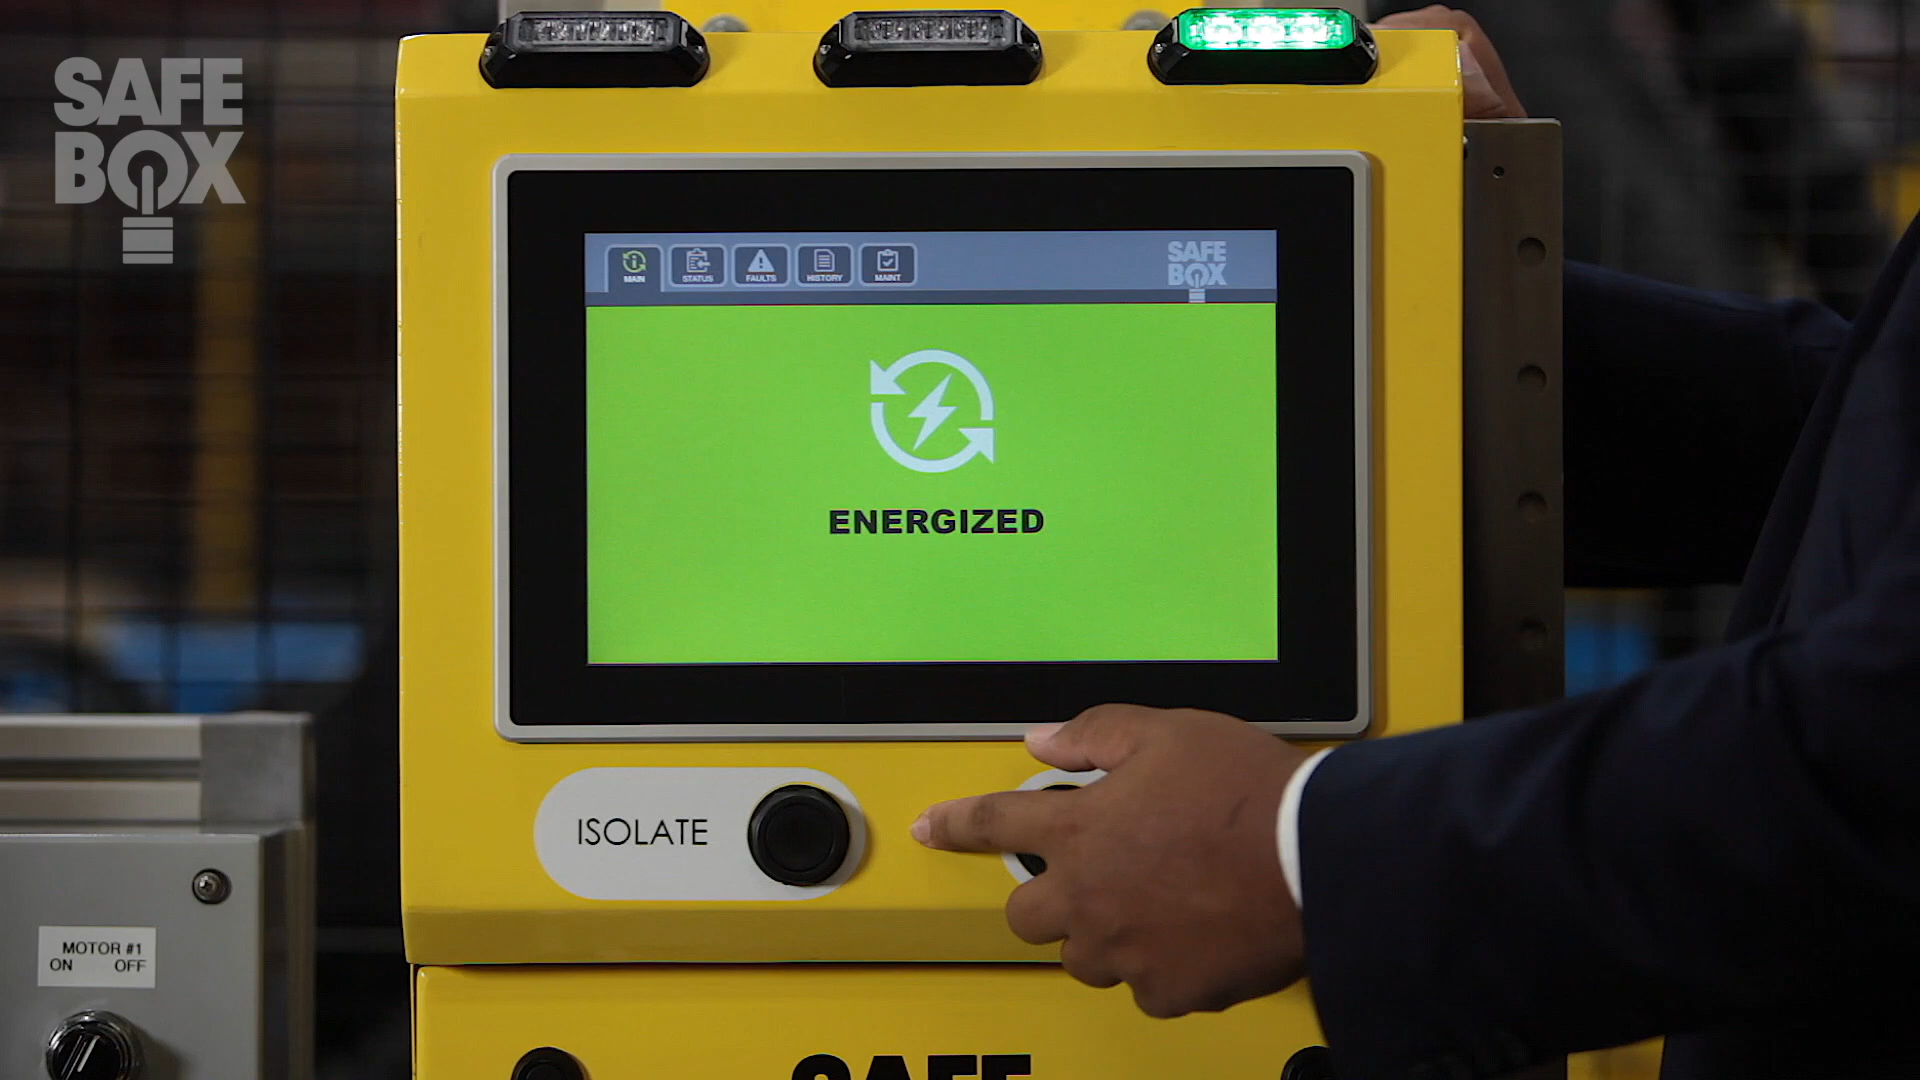 SAFE
BOX
MAIN
STATUS
FAULTS
HISTORY
MAINT
SAFE
BOX
ENERGIZED
ISOLATE
MOTOR #1
ON OFF
SAFE